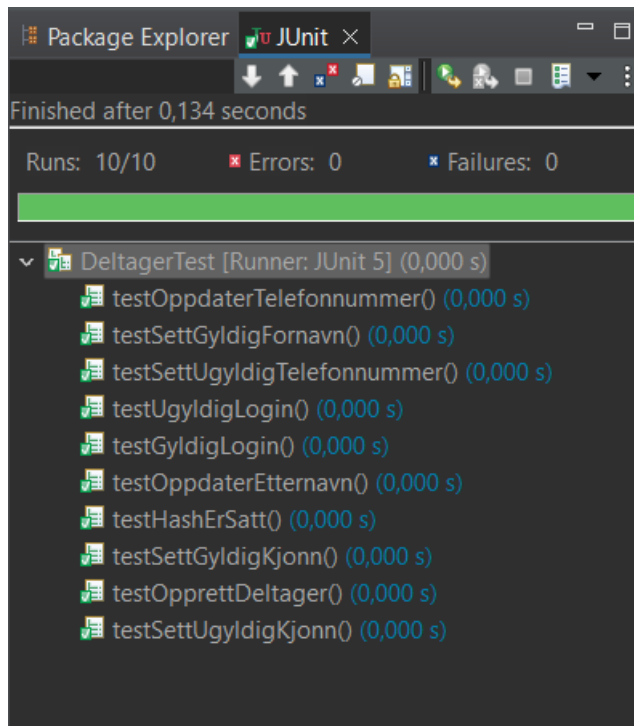 Package Explorer JUnit
Finished after 0,134 seconds
Runs: 10/10 Errors: 0 Failures: 0
DeltagerTest [Runner: JUnit 5] (0,000 s)
testOppdaterTelefonnummer() (0,000 s)
testSettGyldigFornavn() (0,000 s)
testSettUgyldigTelefonnummer() (0,000 s)
testUgyldigLogin() (0,000 s)
testGyldigLogin() (0,000 s)
testOppdaterEtternavn() (0,000 s)
testHashErSatt() (0,000 s)
testSettGyldigKjonn() (0,000 s)
testOpprettDeltager() (0,000 s)
testSettUgyldigKjonn() (0,000 s)